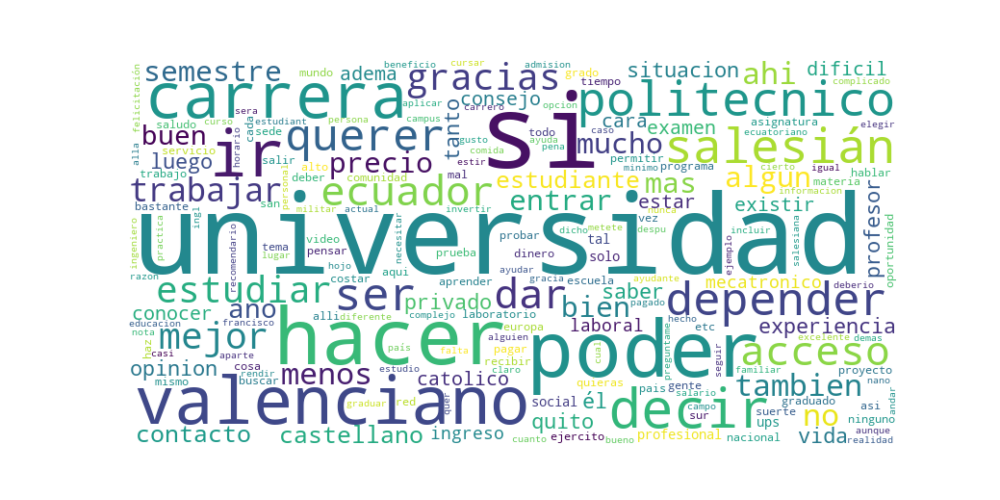 universidad
si
hacer
poder
valenciano
carrera
ir
politecnico
salesián
decir
querer
ecuador
ser
dar
depender
estudiar
mejor
acceso
gracias
trabajar
bien
tambien
no
mas
algun
mucho
precio
buen
menos
entrar
semestre
ahi
estudiante
privado
saber
experiencia
profesor
vida
castellano
contacto
opinion
quito
él
ano
conocer
situacion
dificil
adema
consejo
cara
examen
tanto
luego
estar
existir
mecatronico
laboral
catolico
ingreso
social
ups
profesional
felicitación
mundo
beneficio
cursar
admision
grado
tiempo
complicado
aplicar
carrero
opcion
saludo
curso
sera
cada
campus
asignatura
elegir
alla
estudiant
persona
gusto
todo
caso
ecuatoriano
horario
sede
comida
ayuda
pena
minimo
permitir
programa
cierto
igual
servicio
salir
alto
comunidad
mal
estir
materia
hablar
trabajo
deber
informacion
bastante
san
personal
militar
actual
invertir
nunca
incluir
ingeniero
practica
ingl
recomendario
tema
lugar
video
pensar
necesitar
probar
dicho
metete
despu
vez
tal
solo
ejemplo
salesiana
oportunidad
razon
hojo
costar
aqui
prueba
aprender
dinero
ayudar
gracia
escuela
ayudante
pagado
deberio
educacion
francisco
alli
diferente
complejo
laboratorio
europa
hecho
etc
excelente
demas
nota
haz
casi
aparte
país
falta
alguien
pagar
cual
preguntame
seguir
familiar
proyecto
mismo
cosa
buscar
rendir
estudio
claro
recibir
quieras
pais
gente
salario
nano
andar
graduar
red
quer
campo
sur
suerte
graduado
asi
ninguno
cuanto
ejercito
bueno
nacional
aunque
realidad